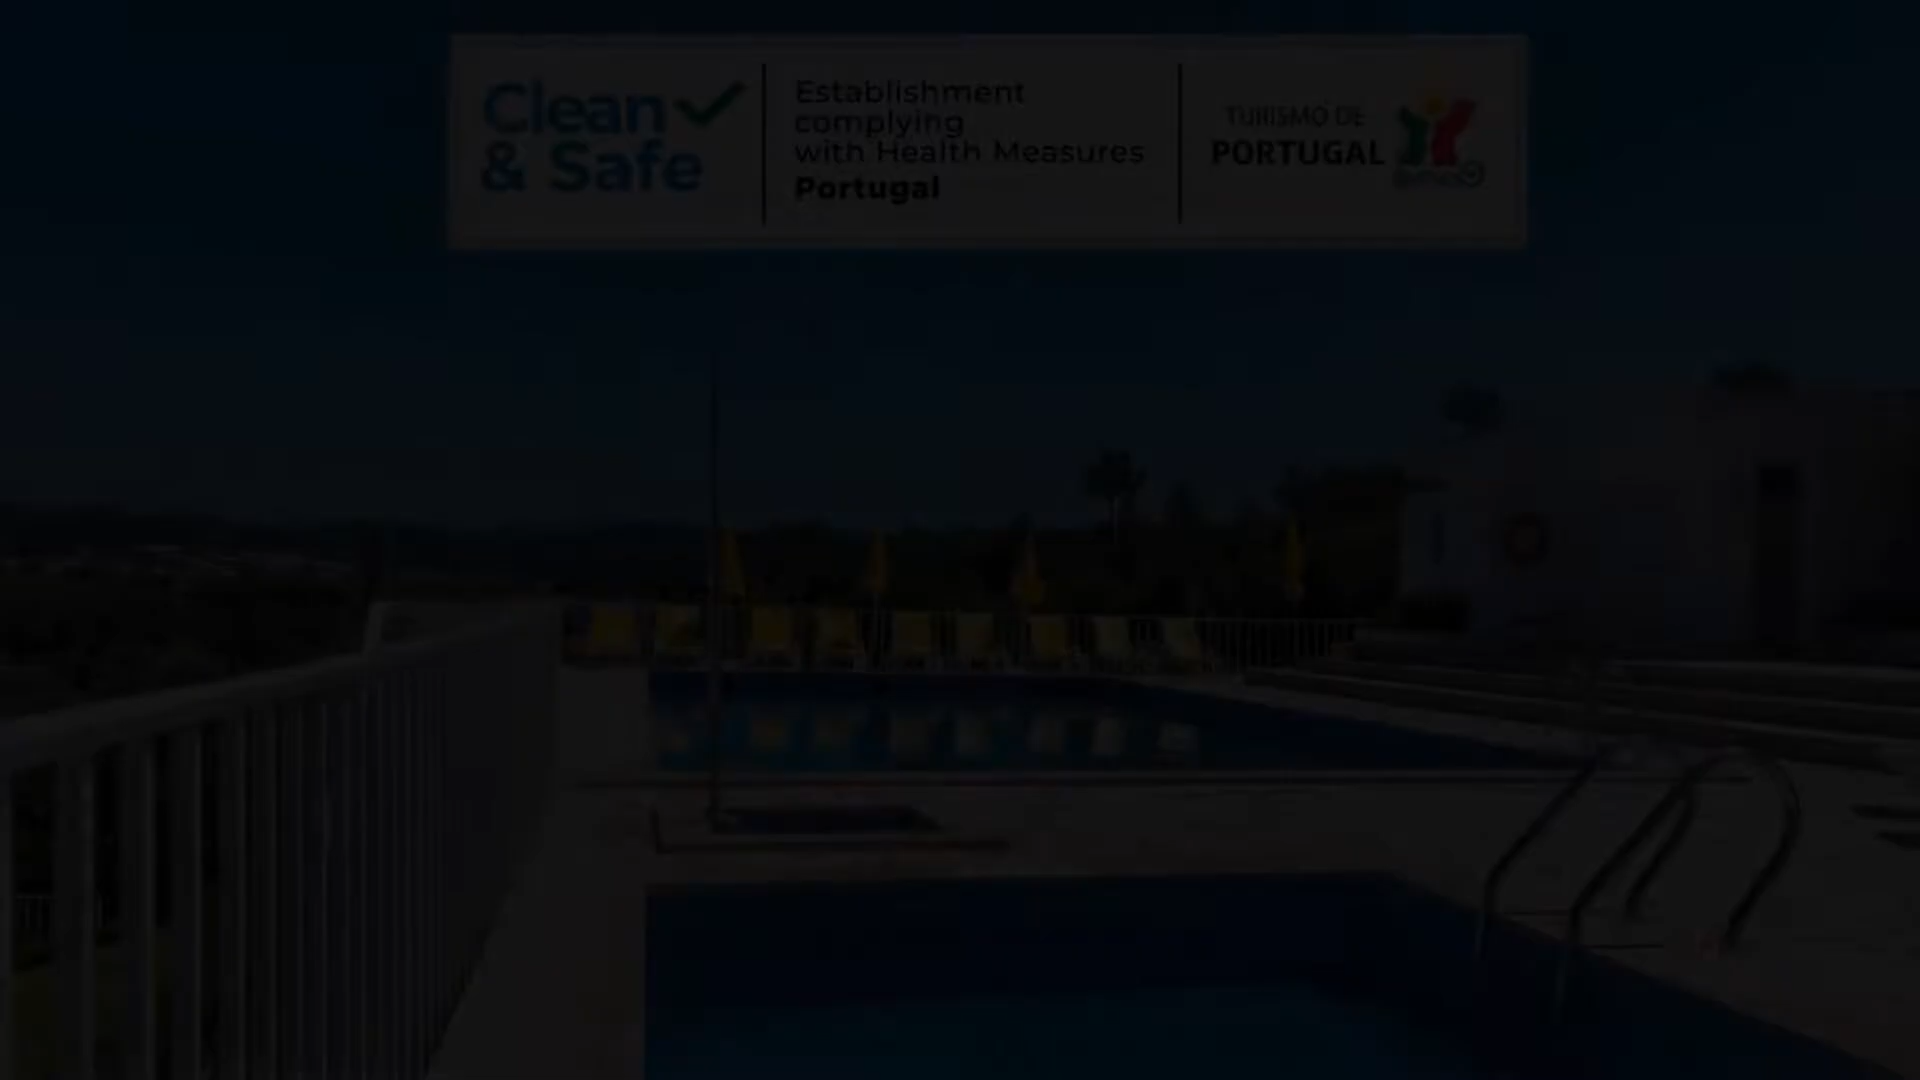 Clean
& Safe
Establishment
complying
with Health Measures
Portugal
TURISMO DE
PORTUGAL